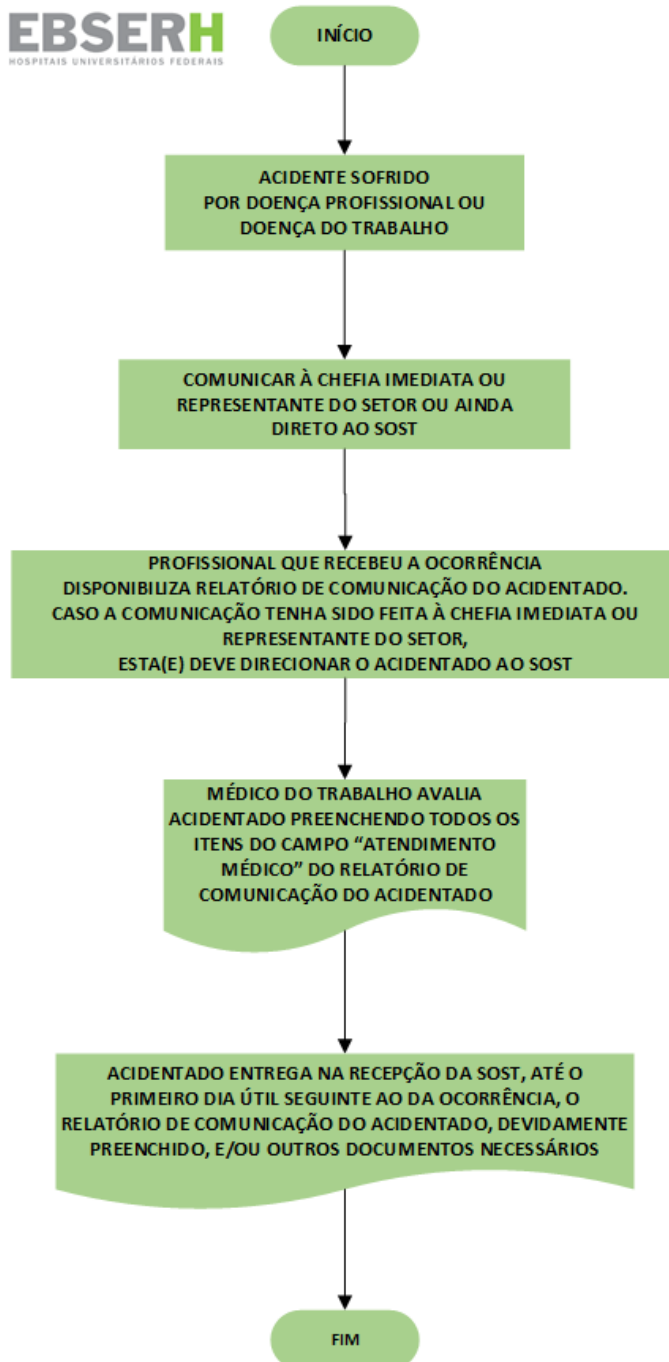 EBSERH
HOSPITAIS UNIVERSITÁRIOS FEDERAIS
INÍCIO
ACIDENTE SOFRIDO
POR DOENÇA PROFISSIONAL OU
DOENÇA DO TRABALHO
COMUNICAR À CHEFIA IMEDIATA OU
REPRESENTANTE DO SETOR OU AINDA
DIRETO AO SOST
PROFISSIONAL QUE RECEBEU A OCORRÊNCIA
DISPONIBILIZA RELATÓRIO DE COMUNICAÇÃO DO ACIDENTADO.
CASO A COMUNICAÇÃO TENHA SIDO FEITA À CHEFIA IMEDIATA OU
REPRESENTANTE DO SETOR,
ESTA(E) DEVE DIRECIONAR O ACIDENTADO AO SOST
MÉDICO DO TRABALHO AVALIA
ACIDENTADO PREENCHENDO TODOS OS
ITENS DO CAMPO “ATENDIMENTO
MÉDICO” DO RELATÓRIO DE
COMUNICAÇÃO DO ACIDENTADO
ACIDENTADO ENTREGA NA RECEPÇÃO DA SOST, ATÉ O
PRIMEIRO DIA ÚTIL SEGUINTE AO DA OCORRÊNCIA, O
RELATÓRIO DE COMUNICAÇÃO DO ACIDENTADO, DEVIDAMENTE
PREENCHIDO, E/OU OUTROS DOCUMENTOS NECESSÁRIOS
FIM